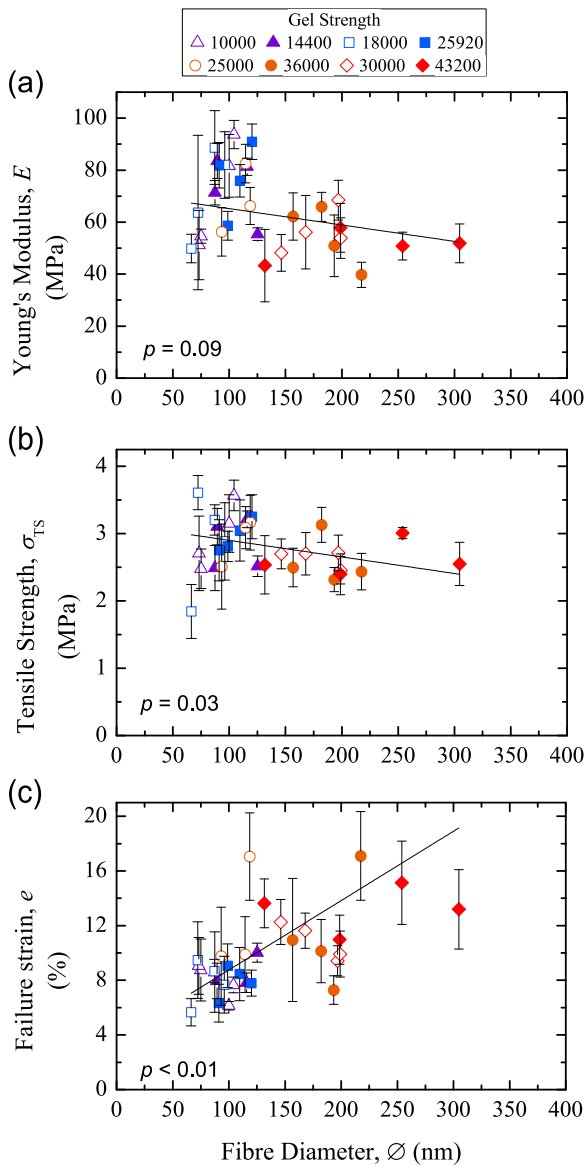 Gel Strength
10000 14400 18000 25920
25000 36000 30000 43200
(a)
100
80
60
40
20
0
Young's Modulus, E
(MPa)
p = 0.09
0 50 100 150 200 250 300 350 400
(b)
4
3
2
1
0
Tensile Strength, σTS
(MPa)
p = 0.03
0 50 100 150 200 250 300 350 400
(c)
20
16
12
8
4
0
Failure strain, e
(%)
p < 0.01
0 50 100 150 200 250 300 350 400
Fibre Diameter, ∅ (nm)